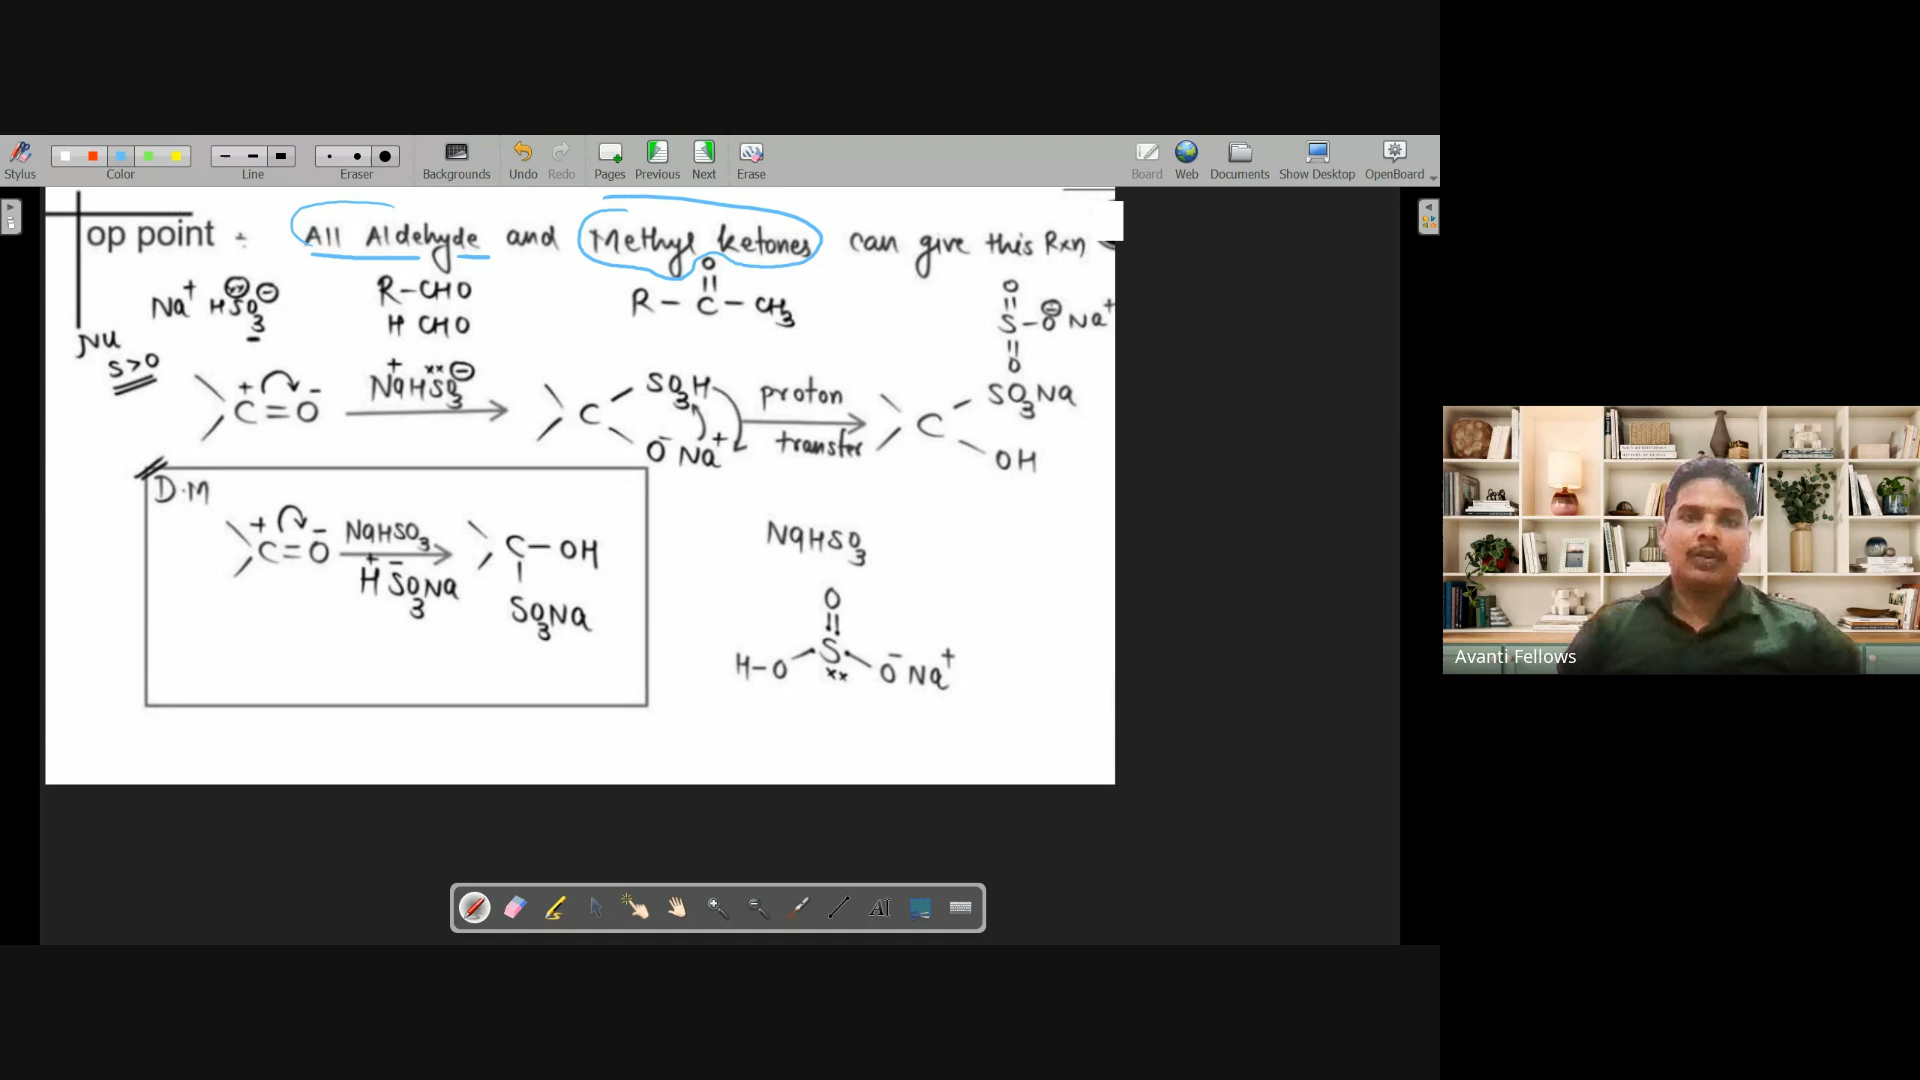 Stylus Color Line Eraser Backgrounds Undo Redo Pages Previous Next Erase Board Web Documents Show Desktop OpenBoard
op point : All Aldehyde and Methyl ketones can give this Rxn
Na+ HSO3⊖ R-CHO
H CHO
O
||
R - C - CH3
O
||
S-O⊖ Na+
||
O
Nu
S>O
C=O NaHSO3⊖ C SO3H O- Na+ proton transfer C SO3Na OH
D.M
C=O NaHSO3 C-OH
H+ S-O3Na SO3Na
NaHSO3
O
||
H-O S O- Na+
Avanti Fellows